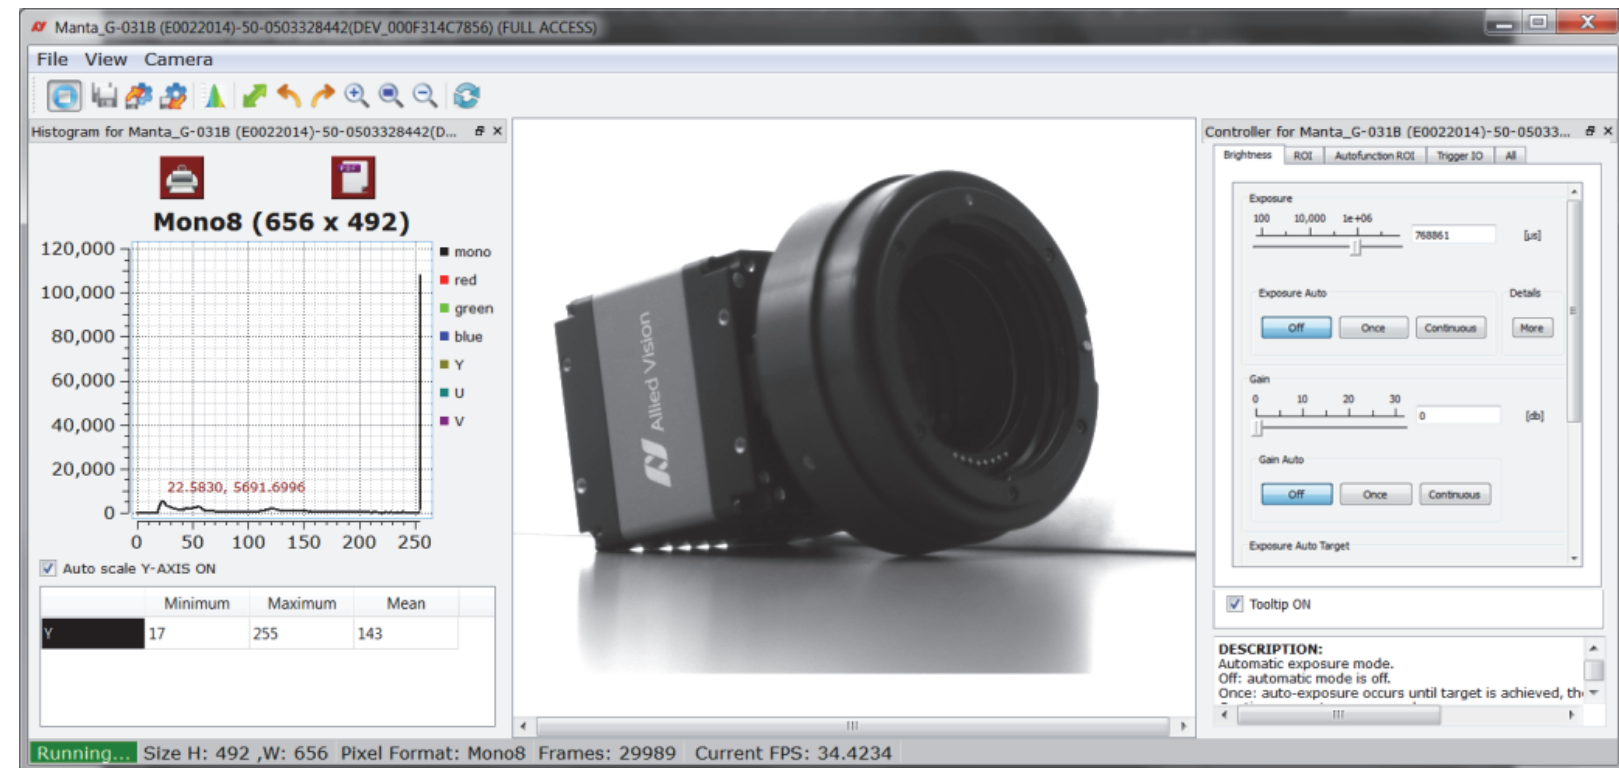 Manta_G-031B (E0022014)-50-0503328442(DEV_000F314C7856) (FULL ACCESS)
File View Camera
Histogram for Manta_G-031B (E0022014)-50-0503328442(D...
PDF
Mono8 (656 x 492)
120,000
100,000
80,000
60,000
40,000
20,000
0
22.5830, 5691.6996
0 50 100 150 200 250
mono
red
green
blue
Y
U
V
Auto scale Y-AXIS ON
Minimum Maximum Mean
Y 17 255 143
Allied Vision
Controller for Manta_G-031B (E0022014)-50-05033...
Brightness ROI Autofunction ROI Trigger IO All
Exposure
100 10,000 1e+06
768861 [µs]
Exposure Auto Details
Off Once Continuous More
Gain
0 10 20 30
0 [db]
Gain Auto
Off Once Continuous
Exposure Auto Target
Tooltip ON
DESCRIPTION:
Automatic exposure mode.
Off: automatic mode is off.
Once: auto-exposure occurs until target is achieved, th
Running... Size H: 492 ,W: 656 Pixel Format: Mono8 Frames: 29989 Current FPS: 34.4234